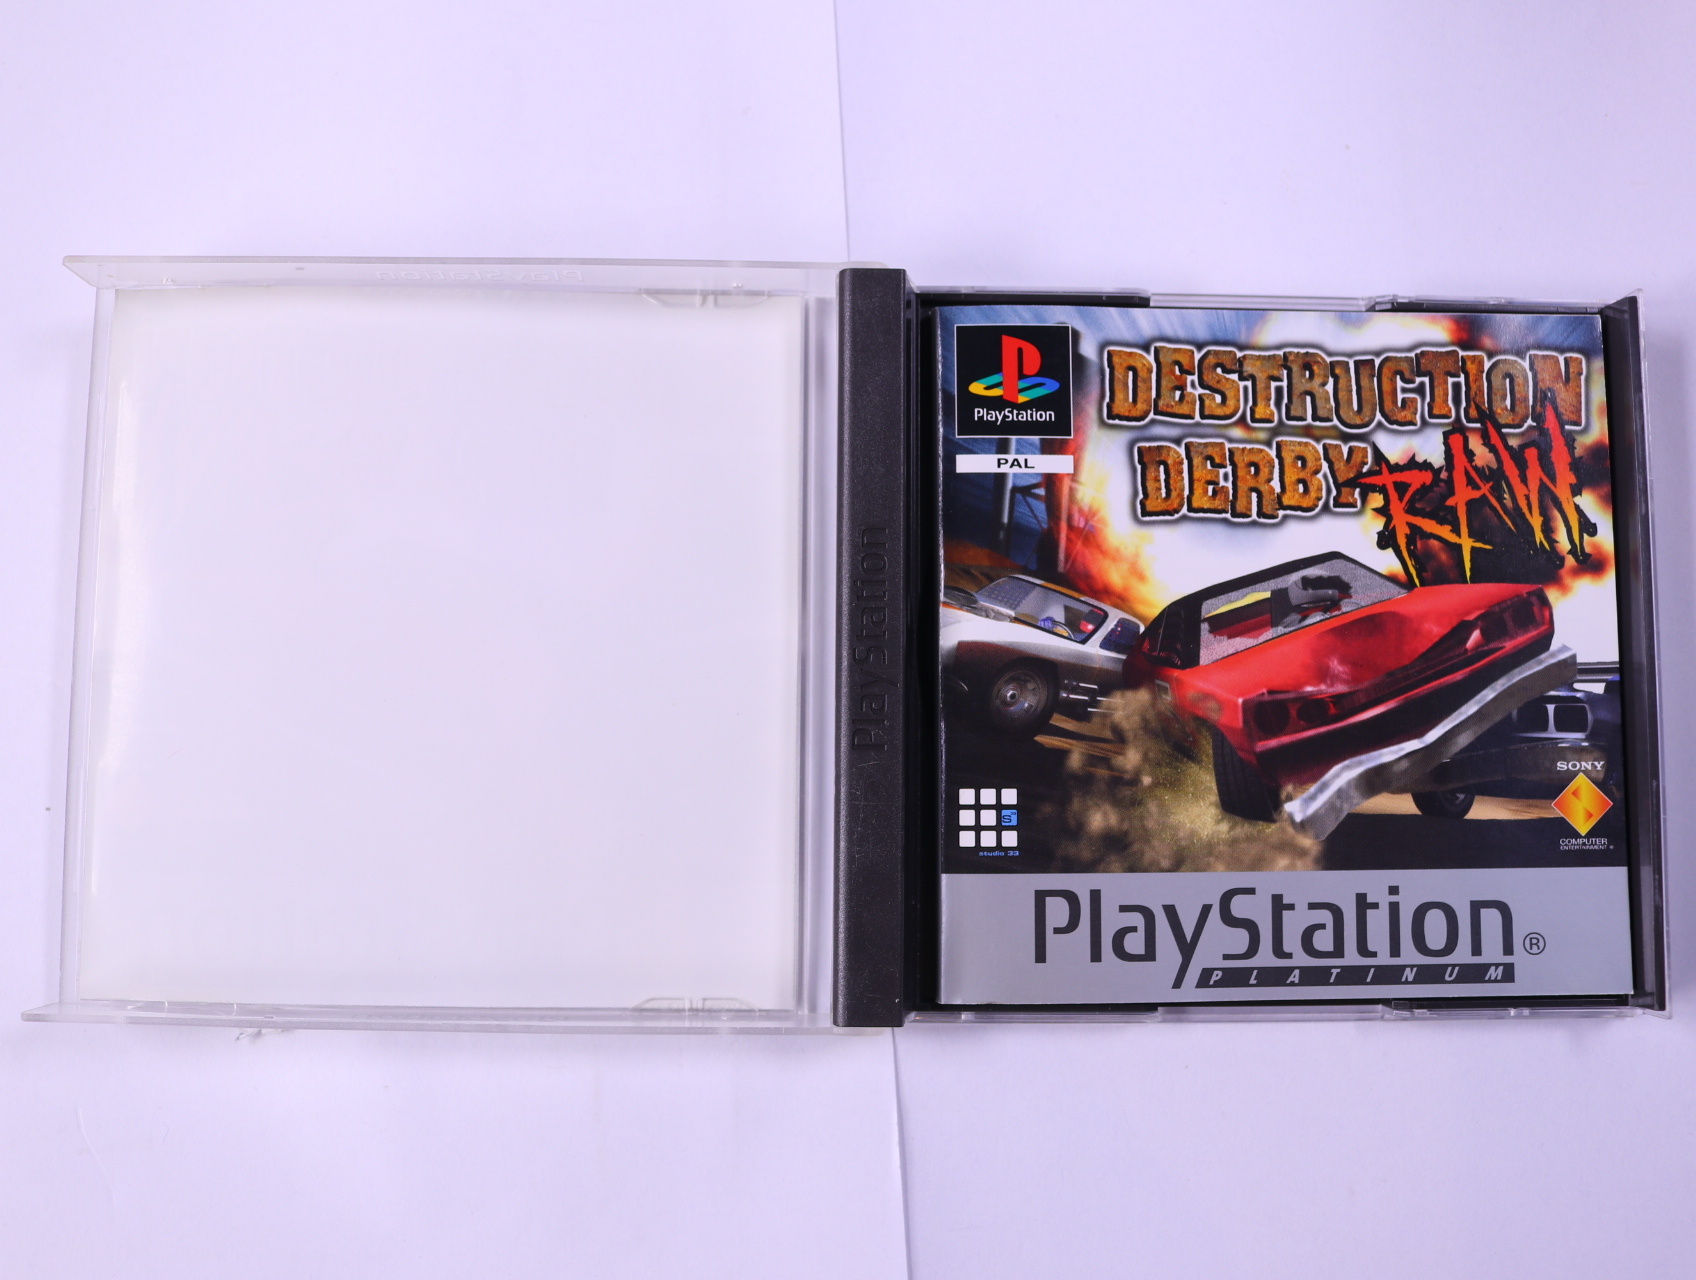 PlayStation
PlayStation
PlayStation
PAL
DESTRUCTION
DERBY RAW
S
studio 33
SONY
COMPUTER
ENTERTAINMENT ®
PlayStation®
PLATINUM